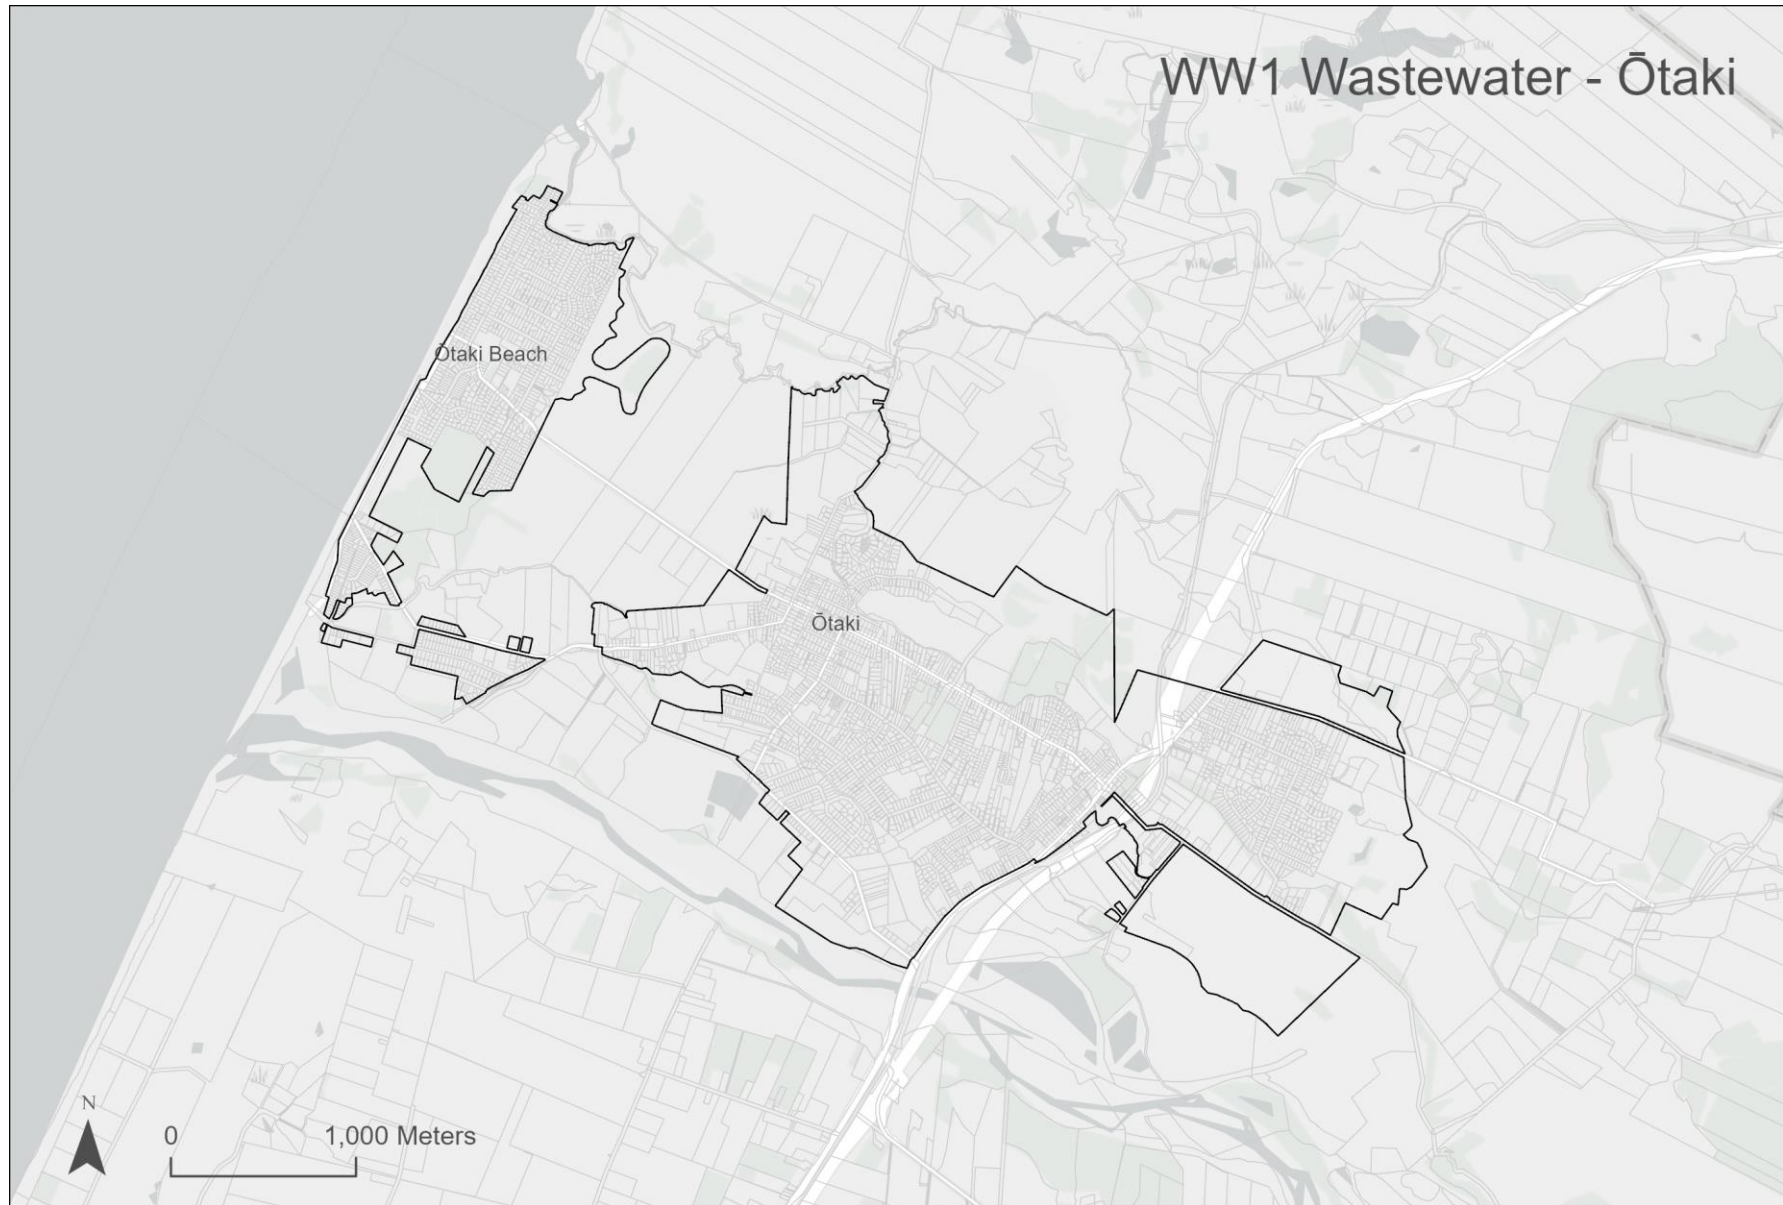 WW1 Wastewater - Ōtaki
Ōtaki Beach
Ōtaki
N
0 1,000 Meters